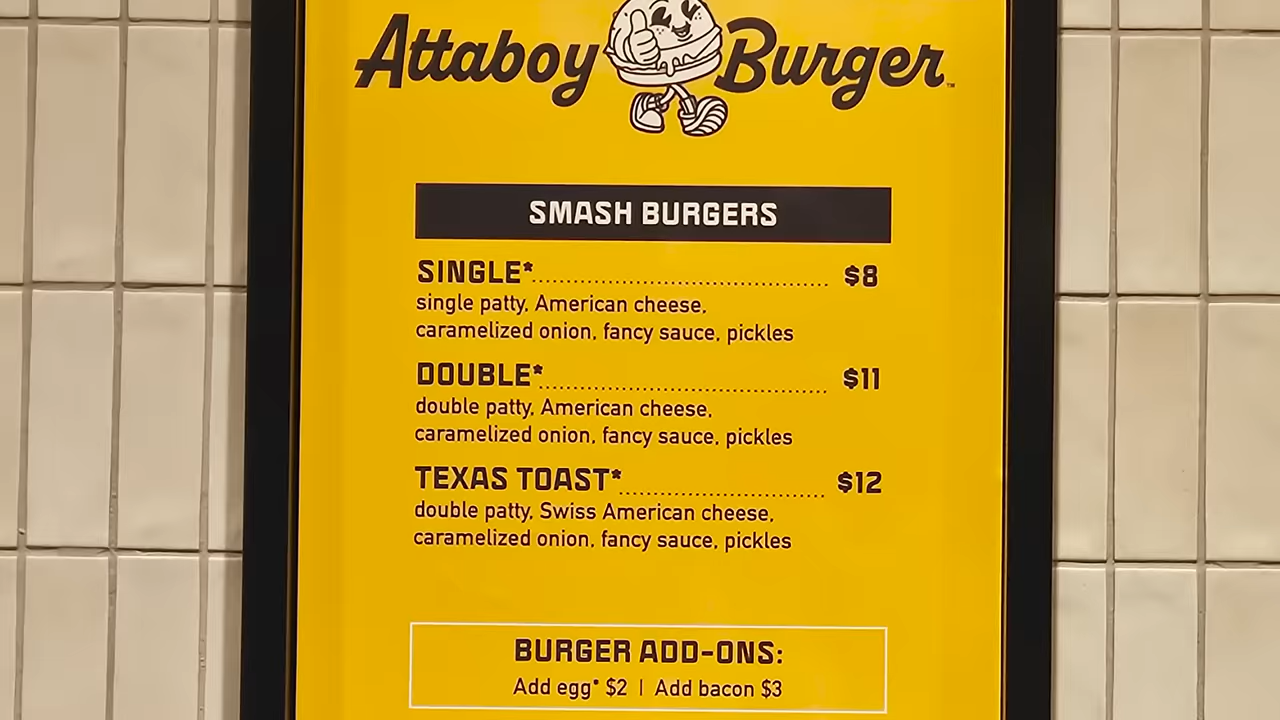 Attaboy Burger™
SMASH BURGERS
SINGLE* $8
single patty, American cheese,
caramelized onion, fancy sauce, pickles
DOUBLE* $11
double patty, American cheese,
caramelized onion, fancy sauce, pickles
TEXAS TOAST* $12
double patty, Swiss American cheese,
caramelized onion, fancy sauce, pickles
BURGER ADD-ONS:
Add egg* $2 | Add bacon $3